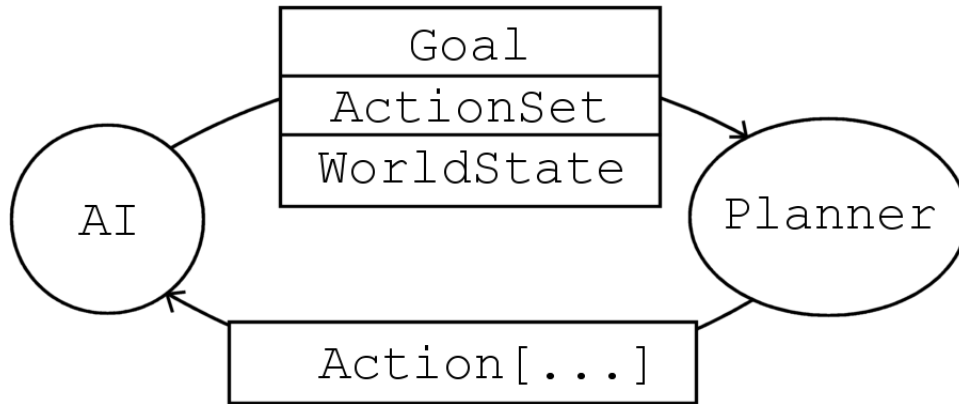 Goal
ActionSet
WorldState
AI
Planner
Action[...]